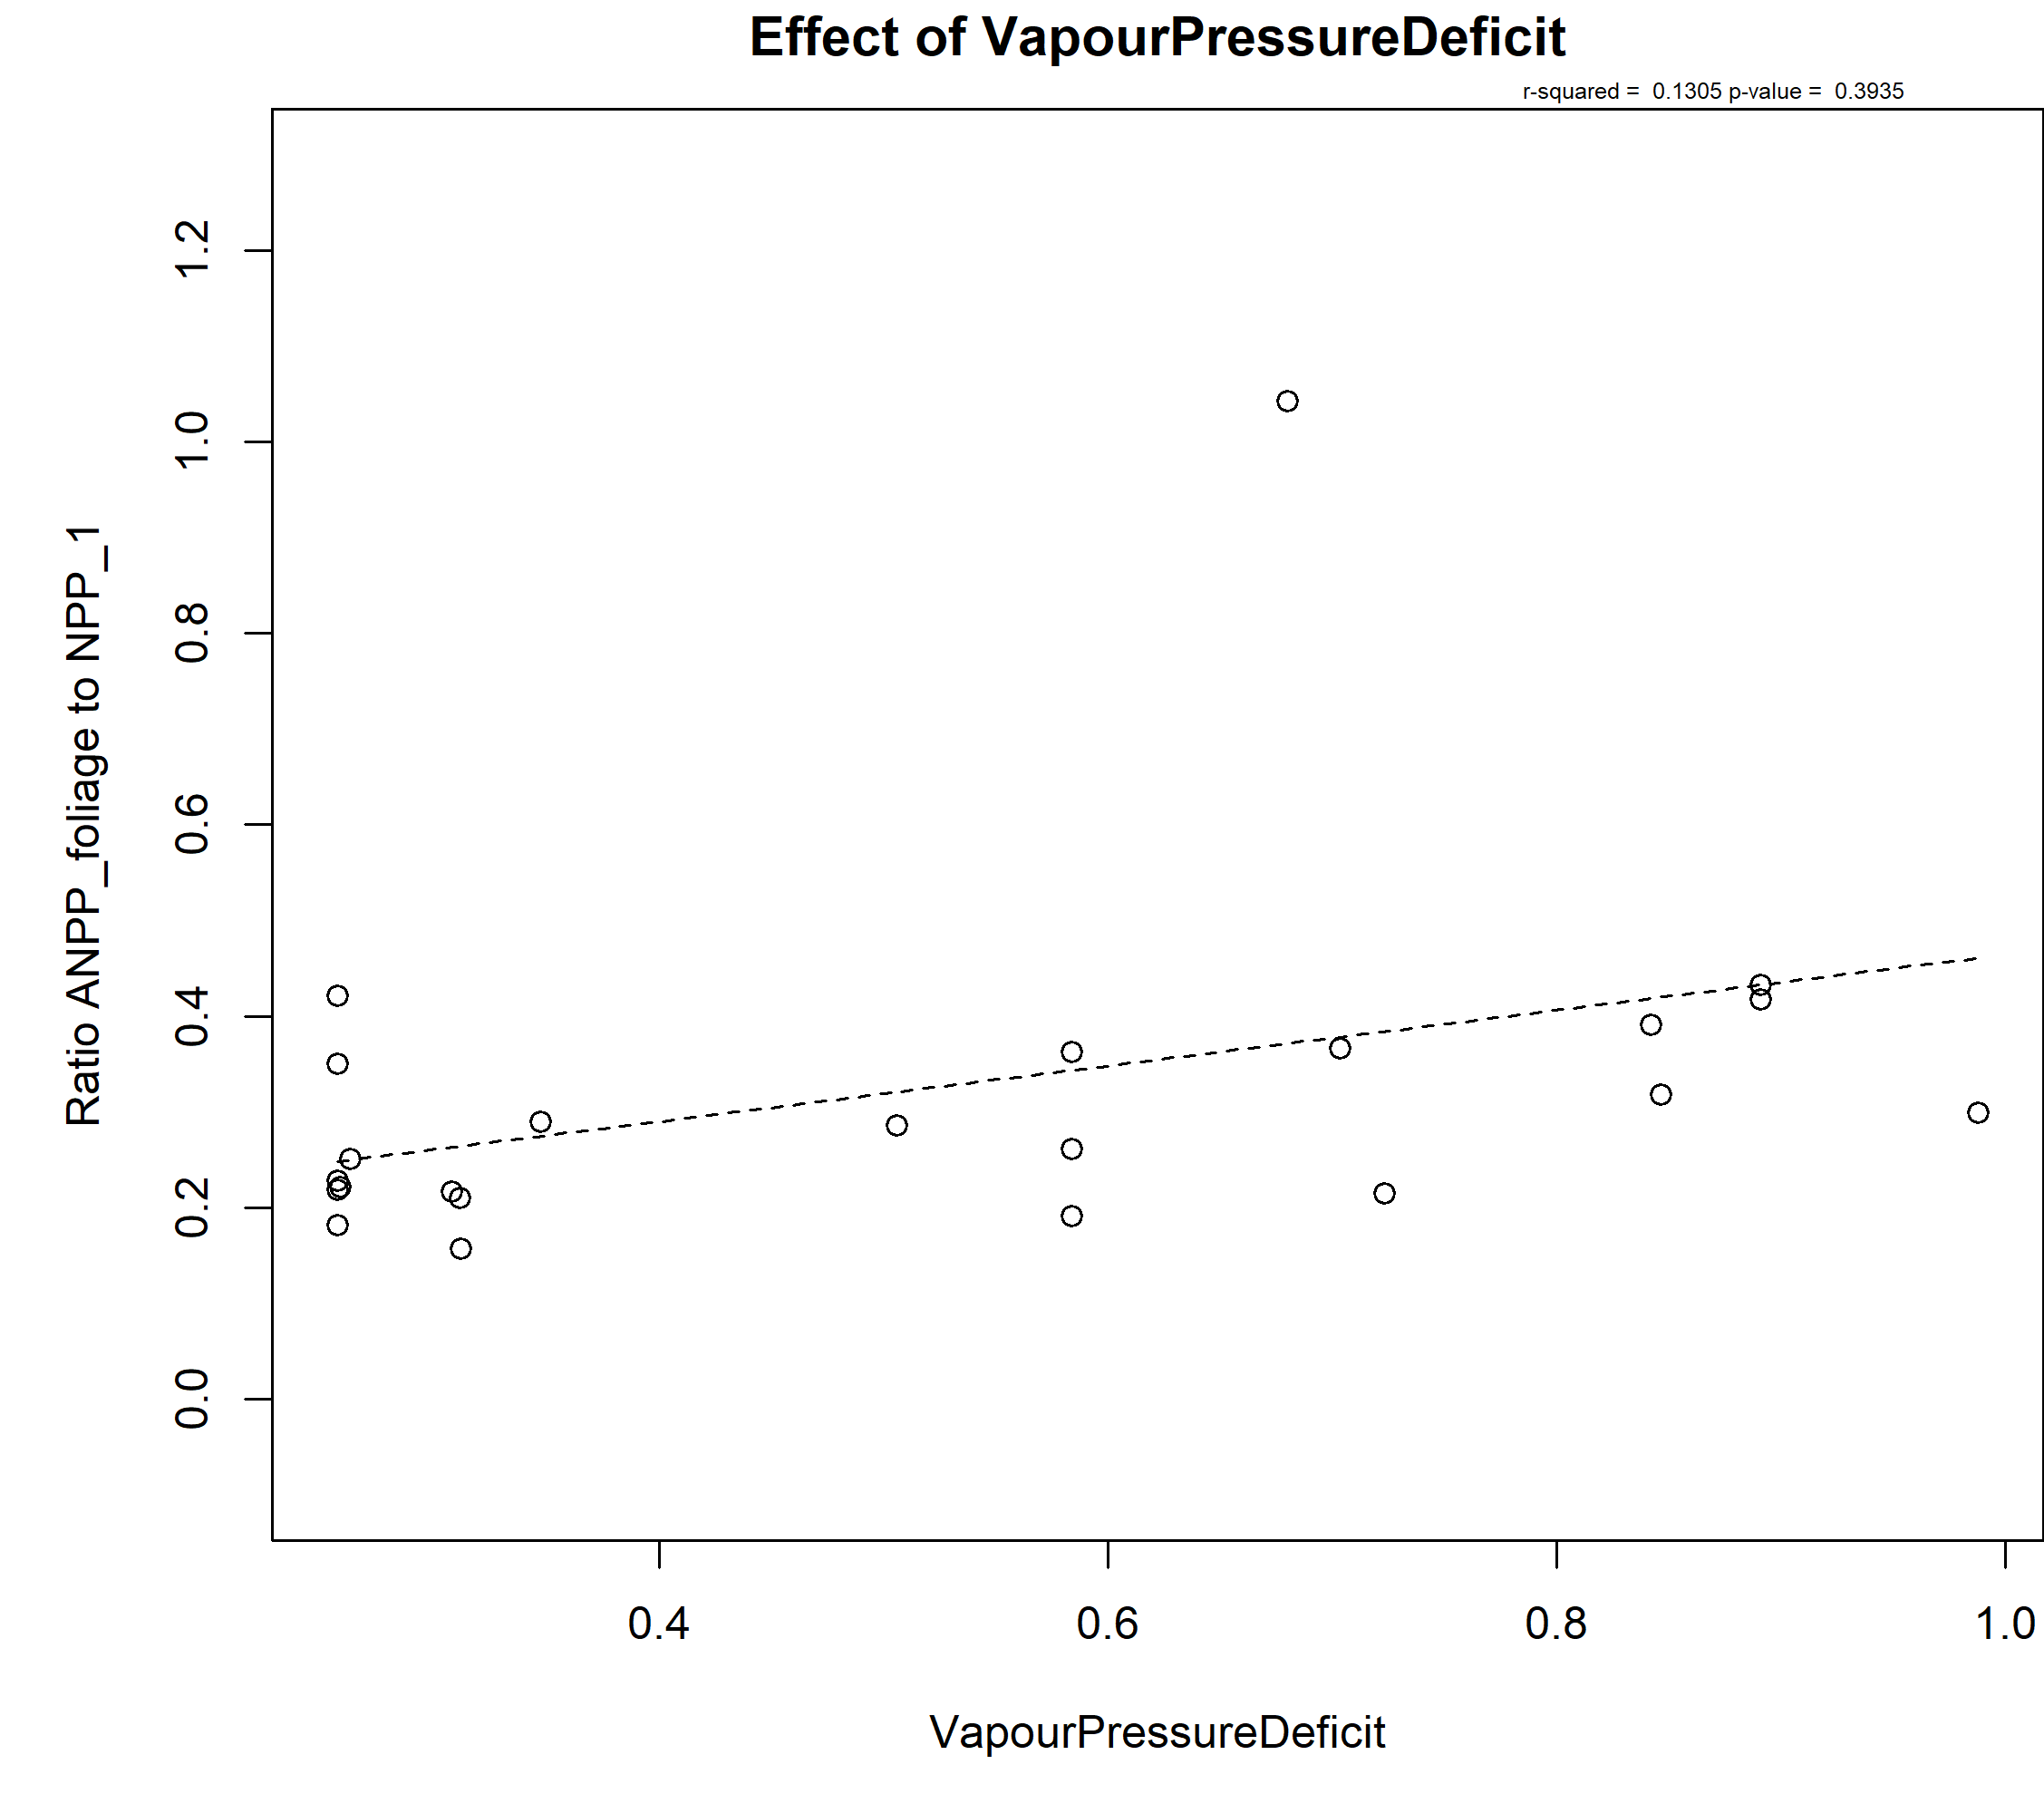 Effect of VapourPressureDeficit
r-squared =  0.1305 p-value =  0.3935
Ratio ANPP_foliage to NPP_1
1.2
1.0
0.8
0.6
0.4
0.2
0.0
0.4 0.6 0.8 1.0
VapourPressureDeficit